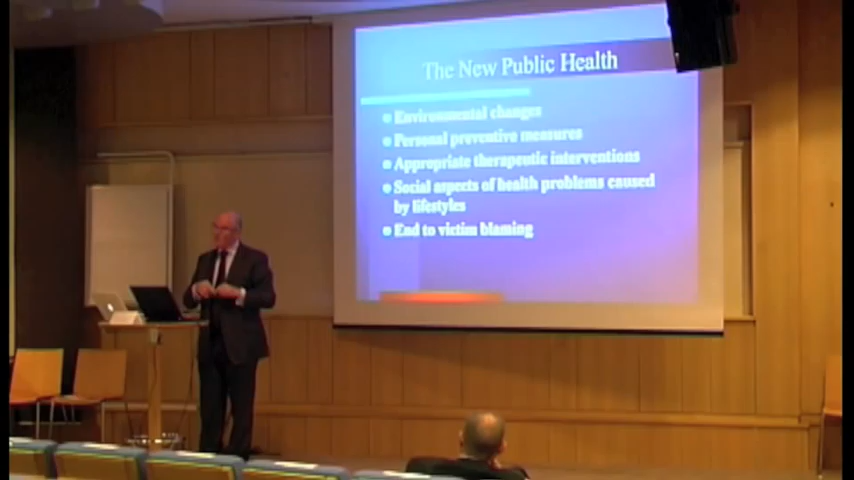 The New Public Health
Environmental changes
Personal preventive measures
Appropriate therapeutic interventions
Social aspects of health problems caused
by lifestyles
End to victim blaming